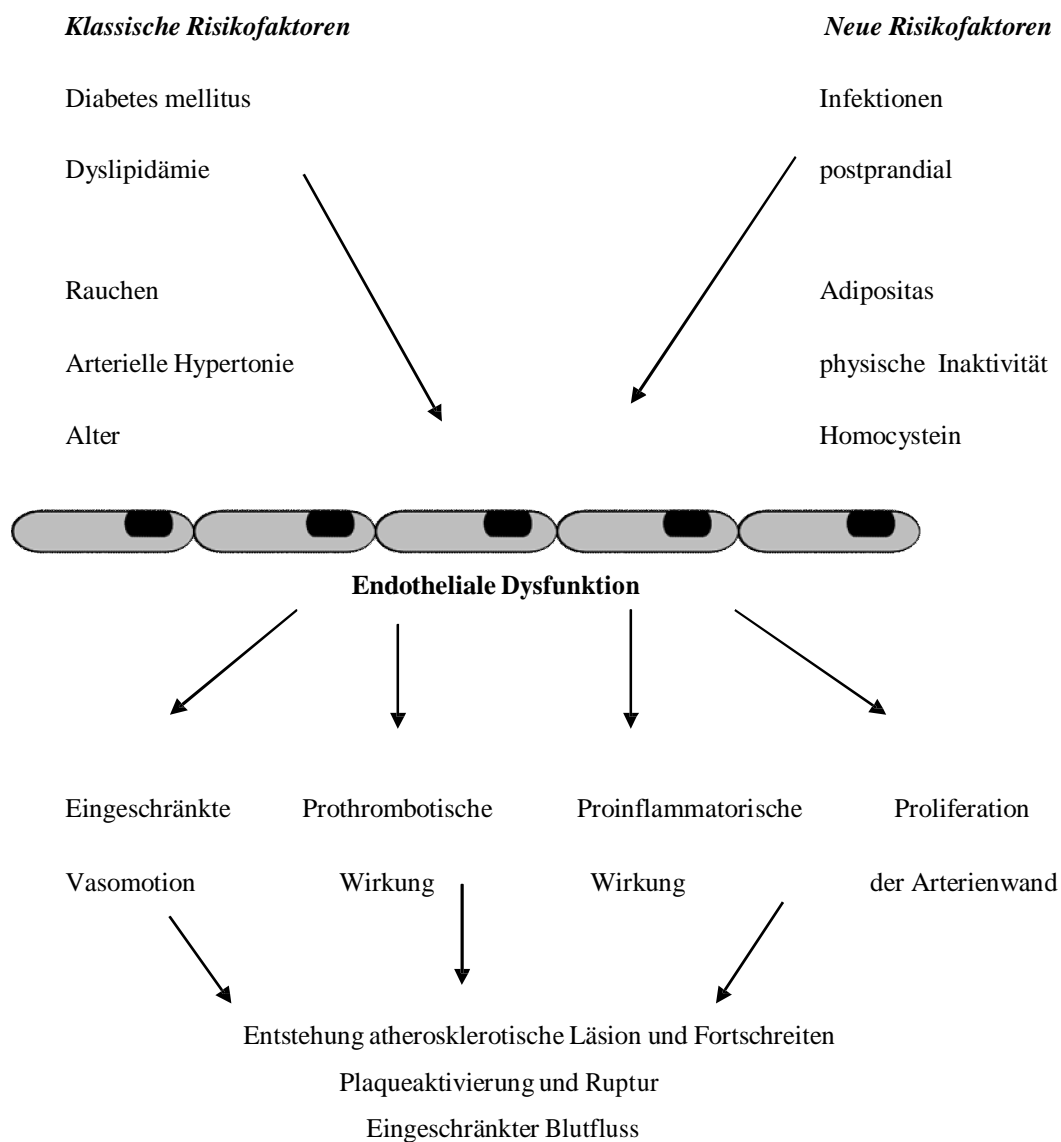 Klassische Risikofaktoren Neue Risikofaktoren
Diabetes mellitus Infektionen
Dyslipidämie postprandial
Rauchen Adipositas
Arterielle Hypertonie physische Inaktivität
Alter Homocystein
Endotheliale Dysfunktion
Eingeschränkte Prothrombotische Proinflammatorische Proliferation
Vasomotion Wirkung Wirkung der Arterienwand
Entstehung atherosklerotische Läsion und Fortschreiten
Plaqueaktivierung und Ruptur
Eingeschränkter Blutfluss